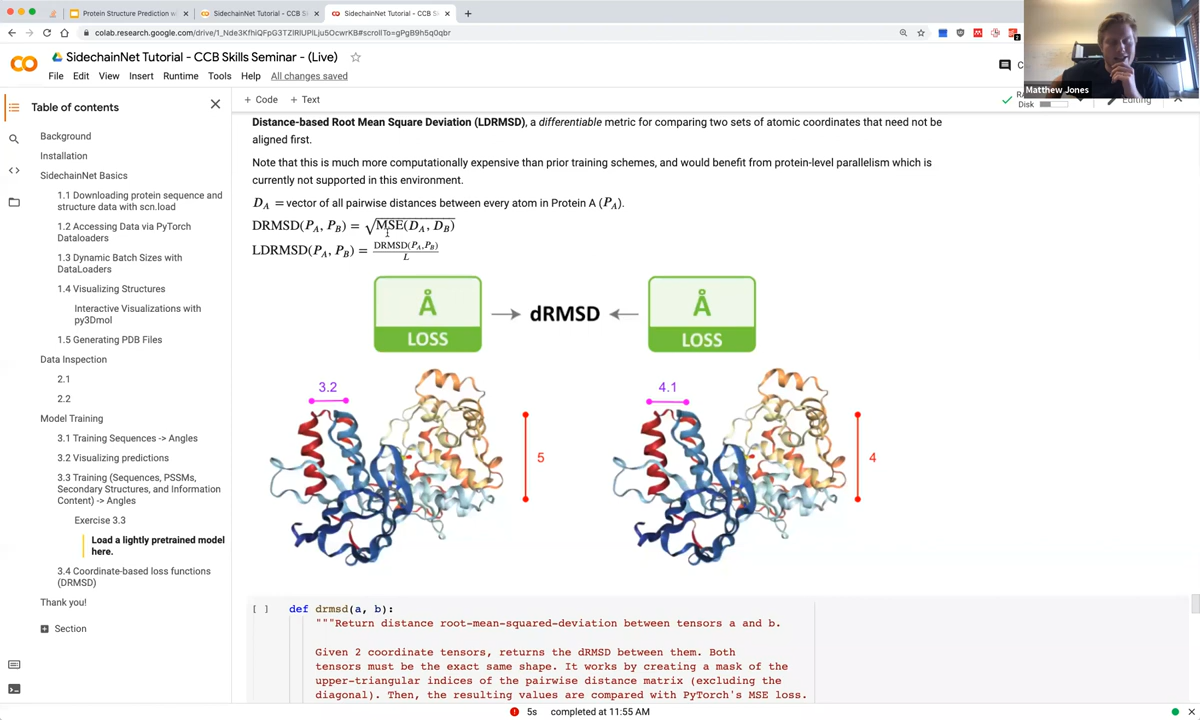 Protein Structure Prediction w
SidechainNet Tutorial - CCB S
SidechainNet Tutorial - CCB S
colab.research.google.com/drive/1_Nde3KfhiQFpG3TZlRlUPlLju5OcwrKB#scrollTo=gPgB9h5q0qbr
SidechainNet Tutorial - CCB Skills Seminar - (Live)
File Edit View Insert Runtime Tools Help All changes saved
Matthew Jones
Table of contents
+ Code + Text
Disk
Editing
Background
Installation
SidechainNet Basics
1.1 Downloading protein sequence and
structure data with scn.load
1.2 Accessing Data via PyTorch
Dataloaders
1.3 Dynamic Batch Sizes with
DataLoaders
1.4 Visualizing Structures
Interactive Visualizations with
py3Dmol
1.5 Generating PDB Files
Data Inspection
2.1
2.2
Model Training
3.1 Training Sequences -> Angles
3.2 Visualizing predictions
3.3 Training (Sequences, PSSMs,
Secondary Structures, and Information
Content) -> Angles
Exercise 3.3
Load a lightly pretrained model
here.
3.4 Coordinate-based loss functions
(DRMSD)
Thank you!
Section
Distance-based Root Mean Square Deviation (LDRMSD), a differentiable metric for comparing two sets of atomic coordinates that need not be
aligned first.
Note that this is much more computationally expensive than prior training schemes, and would benefit from protein-level parallelism which is
currently not supported in this environment.
D_A = vector of all pairwise distances between every atom in Protein A (P_A).
DRMSD(P_A, P_B) = √MSE(D_A, D_B)
LDRMSD(P_A, P_B) = DRMSD(P_A,P_B) / L
Å
LOSS
dRMSD
Å
LOSS
3.2
5
4.1
4
[ ] def drmsd(a, b):
"""Return distance root-mean-squared-deviation between tensors a and b.
Given 2 coordinate tensors, returns the dRMSD between them. Both
tensors must be the exact same shape. It works by creating a mask of the
upper-triangular indices of the pairwise distance matrix (excluding the
diagonal). Then, the resulting values are compared with PyTorch's MSE loss.
5s completed at 11:55 AM